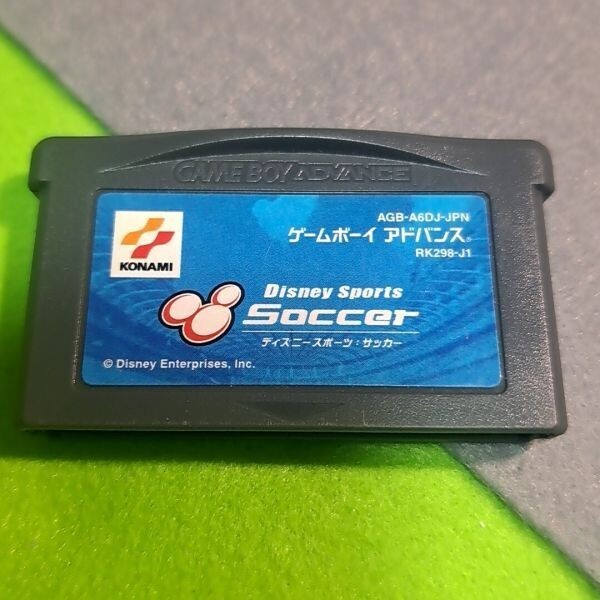 GAME BOY ADVANCE
AGB-A6DJ-JPN
ゲームボーイ アドバンス®
RK298-J1
KONAMI
Disney Sports
Soccer
ディズニースポーツ：サッカー
© Disney Enterprises, Inc.